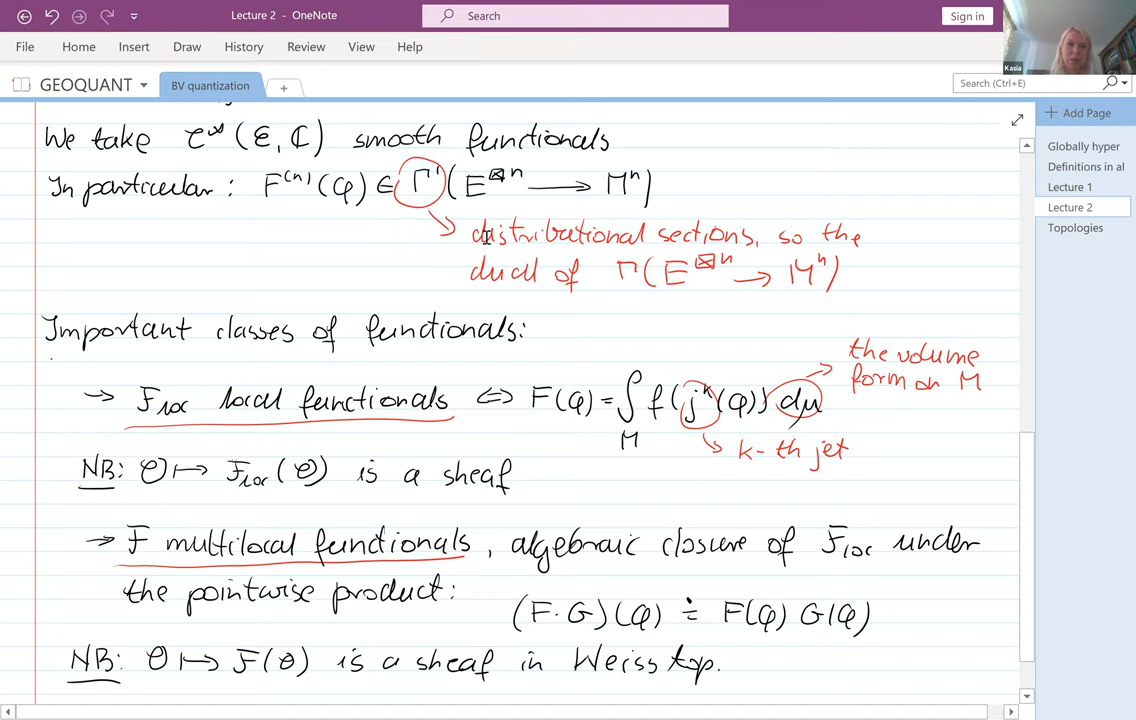 Lecture 2 - OneNote
Search
Sign in
File Home Insert Draw History Review View Help
Kasia
GEOQUANT
BV quantization
Search (Ctrl+E)
Add Page
Globally hyper
Definitions in al
Lecture 1
Lecture 2
Topologies
We take C^∞(E, ℂ) smooth functionals
In particular: F^(n)(φ) ∈ Γ'(E^⊠n → M^n)
distributional sections, so the
dual of Γ(E^⊠n → M^n)
Important classes of functionals:
the volume
form on M
→ F_loc local functionals ⇔ F(φ) = ∫_M f(j^k(φ)) dμ
k-th jet
NB: O ↦ F_loc(O) is a sheaf
→ F multilocal functionals, algebraic closure of F_loc under
the pointwise product:
(F·G)(φ) ≐ F(φ) G(φ)
NB: O ↦ F(O) is a sheaf in Weiss top.